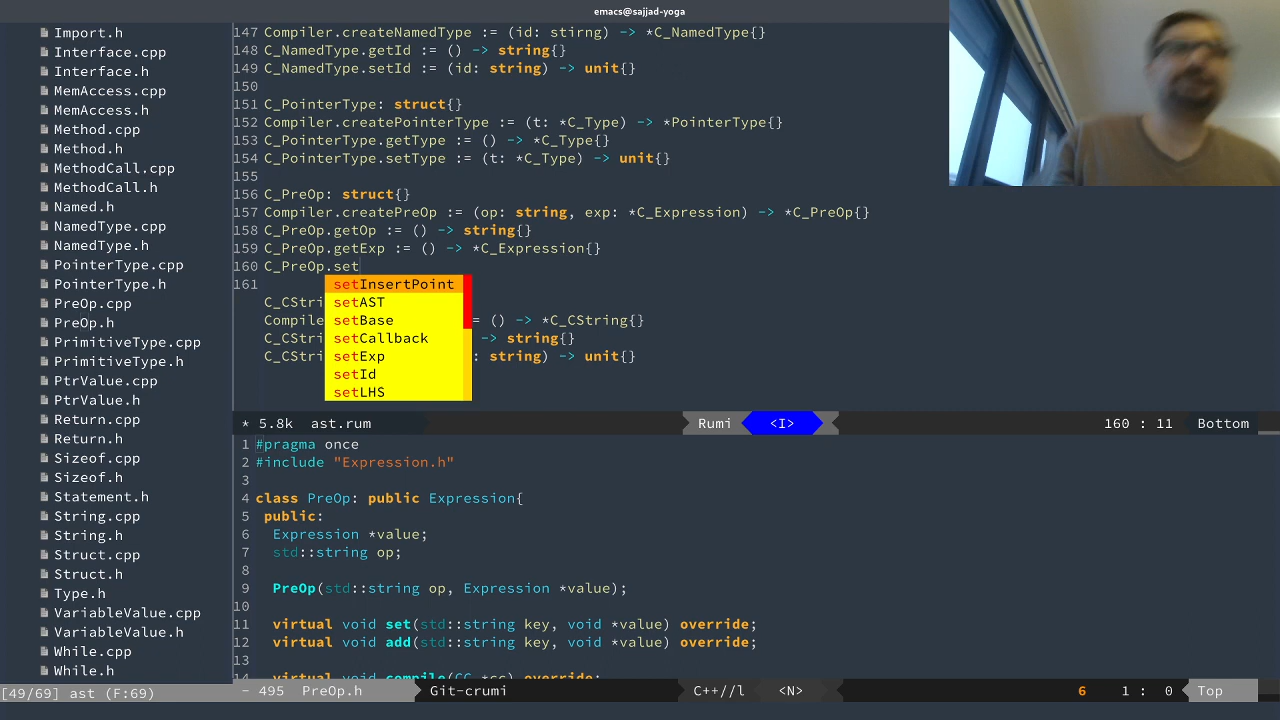 emacs@sajjad-yoga
Import.h
Interface.cpp
Interface.h
MemAccess.cpp
MemAccess.h
Method.cpp
Method.h
MethodCall.cpp
MethodCall.h
Named.h
NamedType.cpp
NamedType.h
PointerType.cpp
PointerType.h
PreOp.cpp
PreOp.h
PrimitiveType.cpp
PrimitiveType.h
PtrValue.cpp
PtrValue.h
Return.cpp
Return.h
Sizeof.cpp
Sizeof.h
Statement.h
String.cpp
String.h
Struct.cpp
Struct.h
Type.h
VariableValue.cpp
VariableValue.h
While.cpp
While.h
[49/69] ast (F:69)
147 Compiler.createNamedType := (id: stirng) -> *C_NamedType{}
148 C_NamedType.getId := () -> string{}
149 C_NamedType.setId := (id: string) -> unit{}
150
151 C_PointerType: struct{}
152 Compiler.createPointerType := (t: *C_Type) -> *PointerType{}
153 C_PointerType.getType := () -> *C_Type{}
154 C_PointerType.setType := (t: *C_Type) -> unit{}
155
156 C_PreOp: struct{}
157 Compiler.createPreOp := (op: string, exp: *C_Expression) -> *C_PreOp{}
158 C_PreOp.getOp := () -> string{}
159 C_PreOp.getExp := () -> *C_Expression{}
160 C_PreOp.set
161 setInsertPoint
C_CStri setAST
Compile setBase = () -> *C_CString{}
C_CStri setCallback -> string{}
C_CStri setExp : string) -> unit{}
setId
setLHS
* 5.8k ast.rum Rumi <I> 160 : 11 Bottom
1 #pragma once
2 #include "Expression.h"
3
4 class PreOp: public Expression{
5 public:
6 Expression *value;
7 std::string op;
8
9 PreOp(std::string op, Expression *value);
10
11 virtual void set(std::string key, void *value) override;
12 virtual void add(std::string key, void *value) override;
13
14 virtual void compile(CC *cc) override;
- 495 PreOp.h Git-crumi C++//l <N> 6 1 : 0 Top